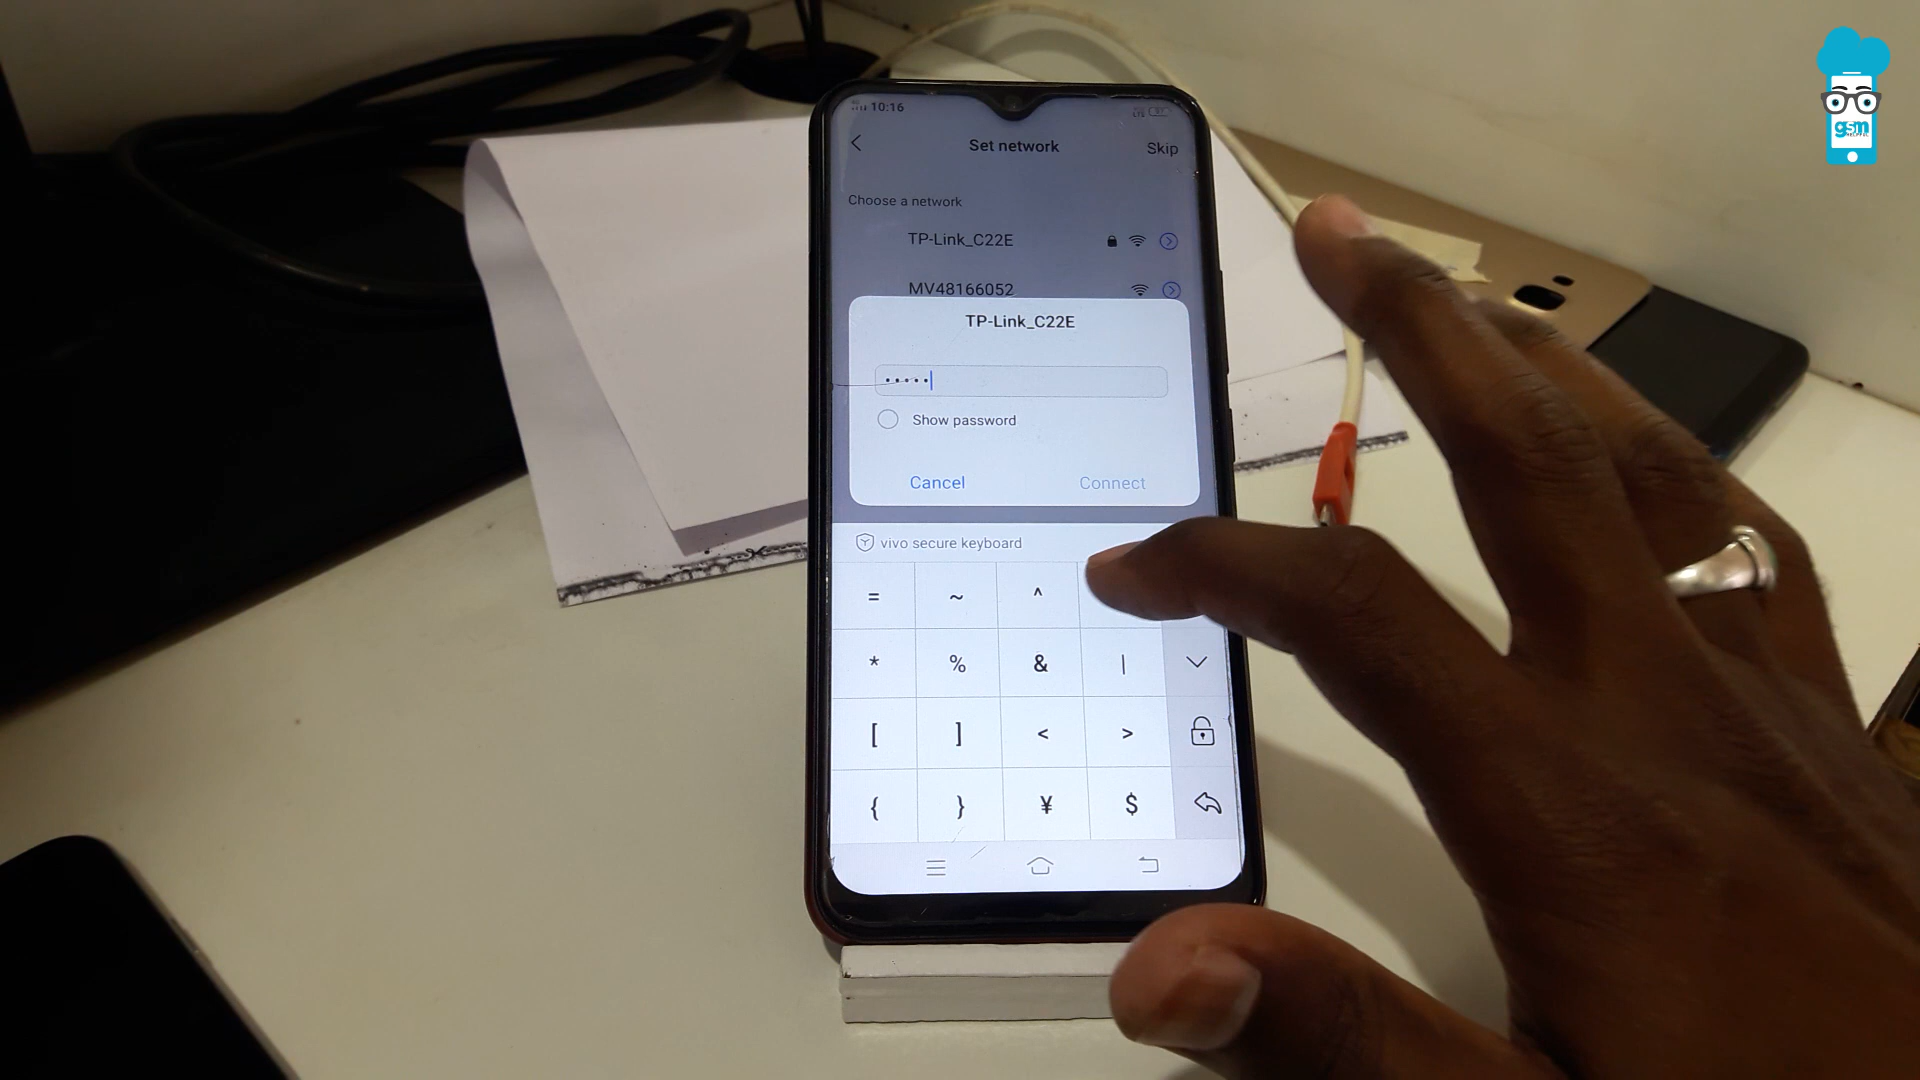 10:16
Set network
Skip
Choose a network
TP-Link_C22E
MV48166052
TP-Link_C22E
•••••
Show password
Cancel
Connect
vivo secure keyboard
= ~ ^
* % & |
[ ] < >
{ } ¥ $
gsm